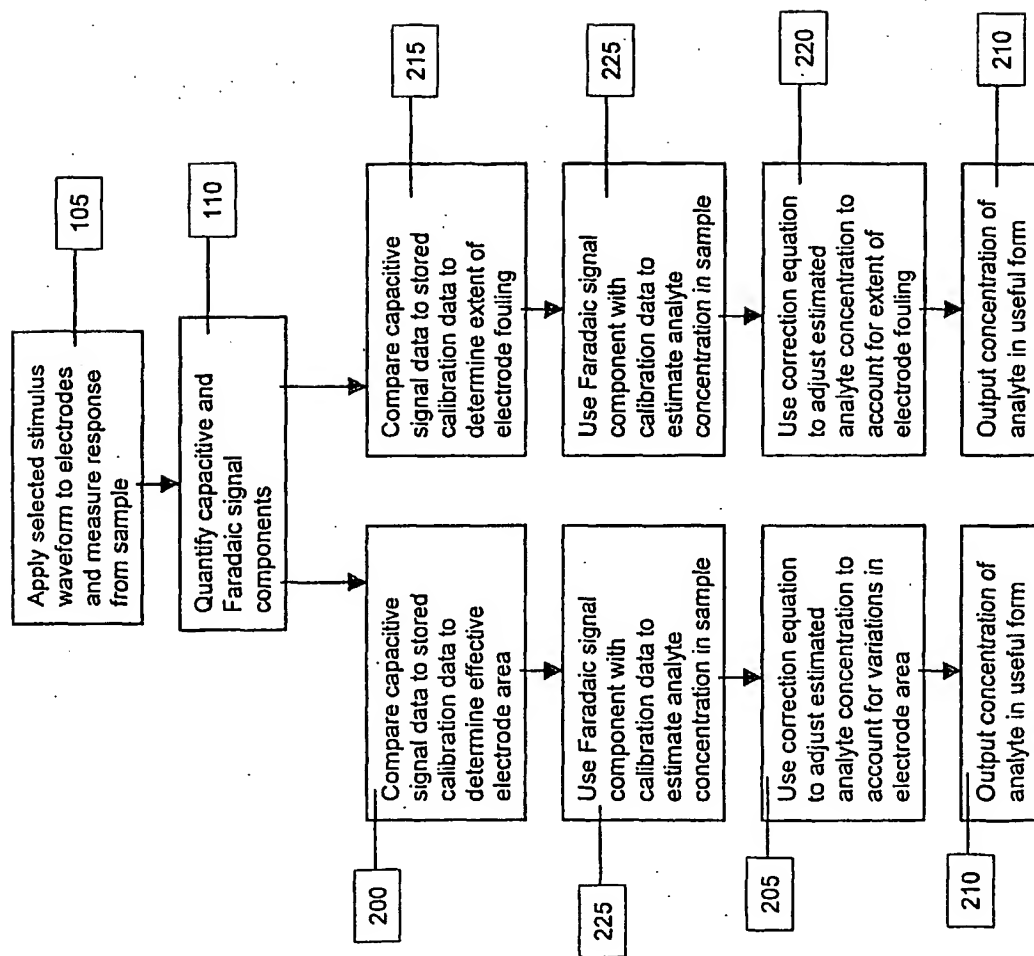 Apply selected stimulus
waveform to electrodes
and measure response
from sample
105
Quantify capacitive and
Faradaic signal
components
110
200
Compare capacitive
signal data to stored
calibration data to
determine effective
electrode area
225
Use Faradaic signal
component with
calibration data to
estimate analyte
concentration in sample
205
Use correction equation
to adjust estimated
analyte concentration to
account for variations in
electrode area
210
Output concentration of
analyte in useful form
Compare capacitive
signal data to stored
calibration data to
determine extent of
electrode fouling
215
Use Faradaic signal
component with
calibration data to
estimate analyte
concentration in sample
225
Use correction equation
to adjust estimated
analyte concentration to
account for extent of
electrode fouling
220
Output concentration of
analyte in useful form
210